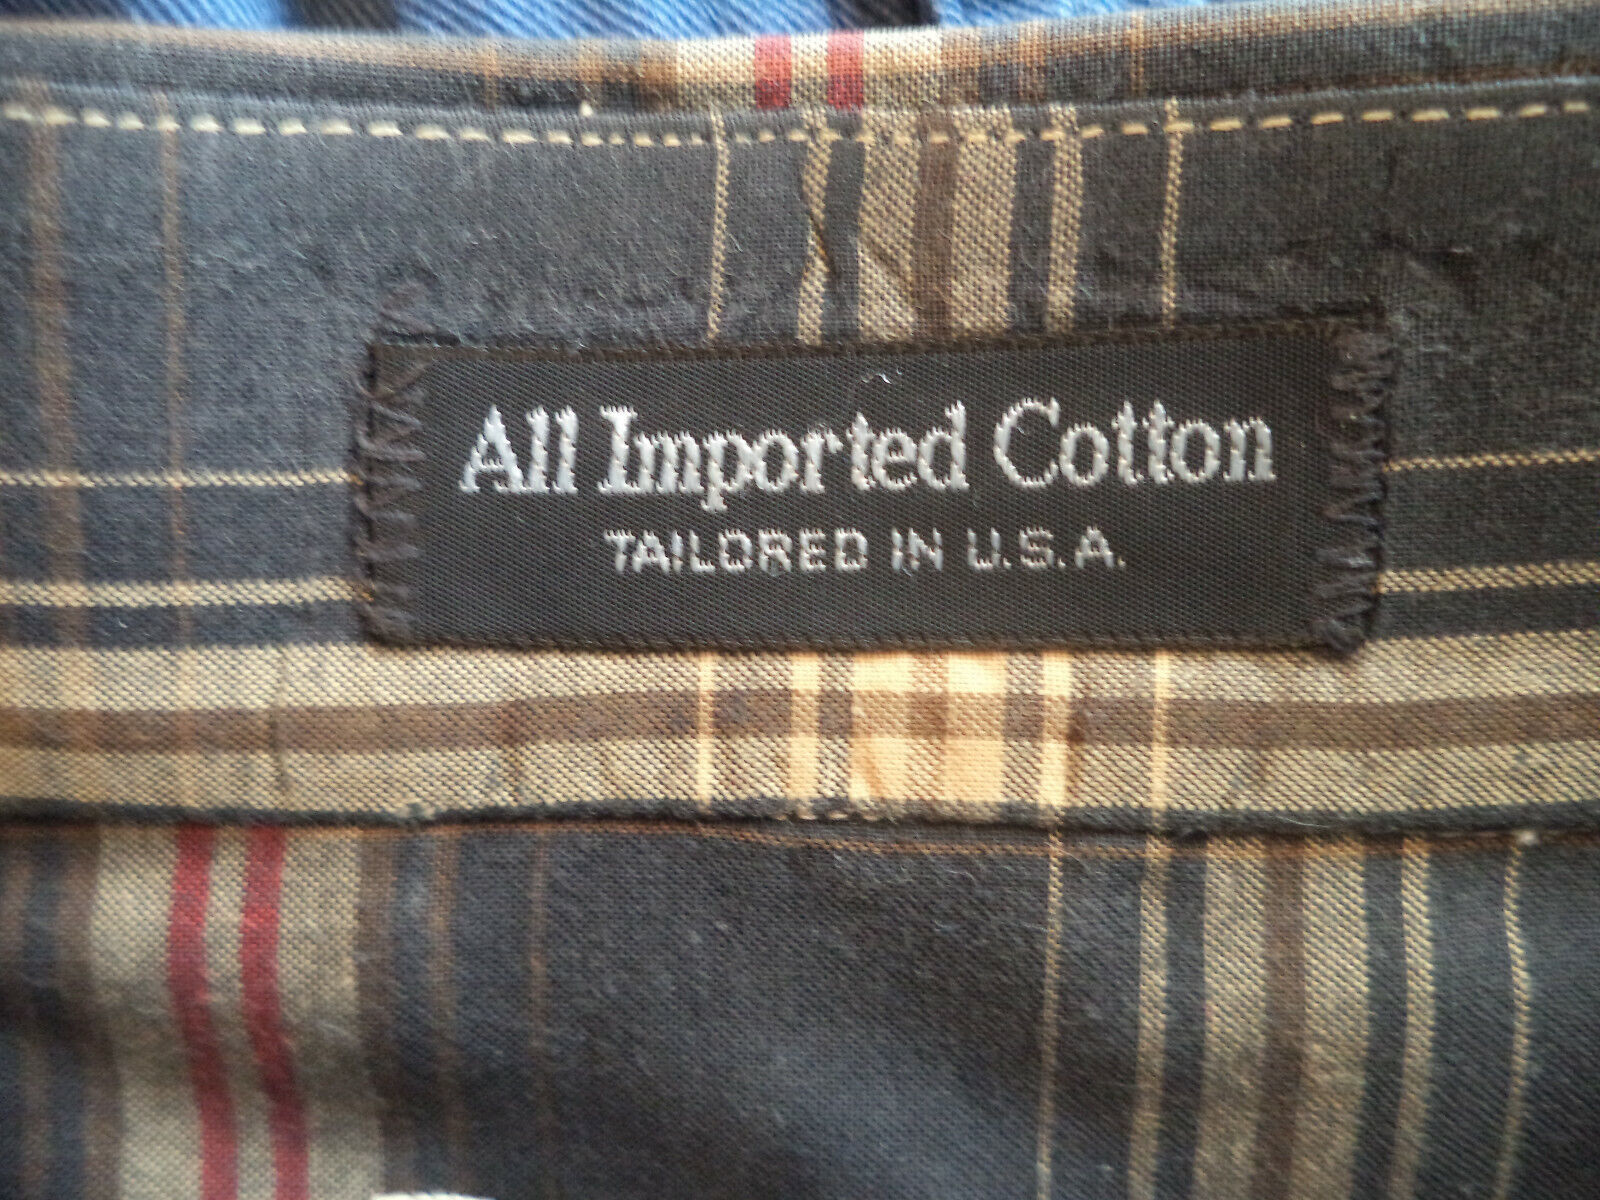 All Imported Cotton
TAILORED IN U.S.A.